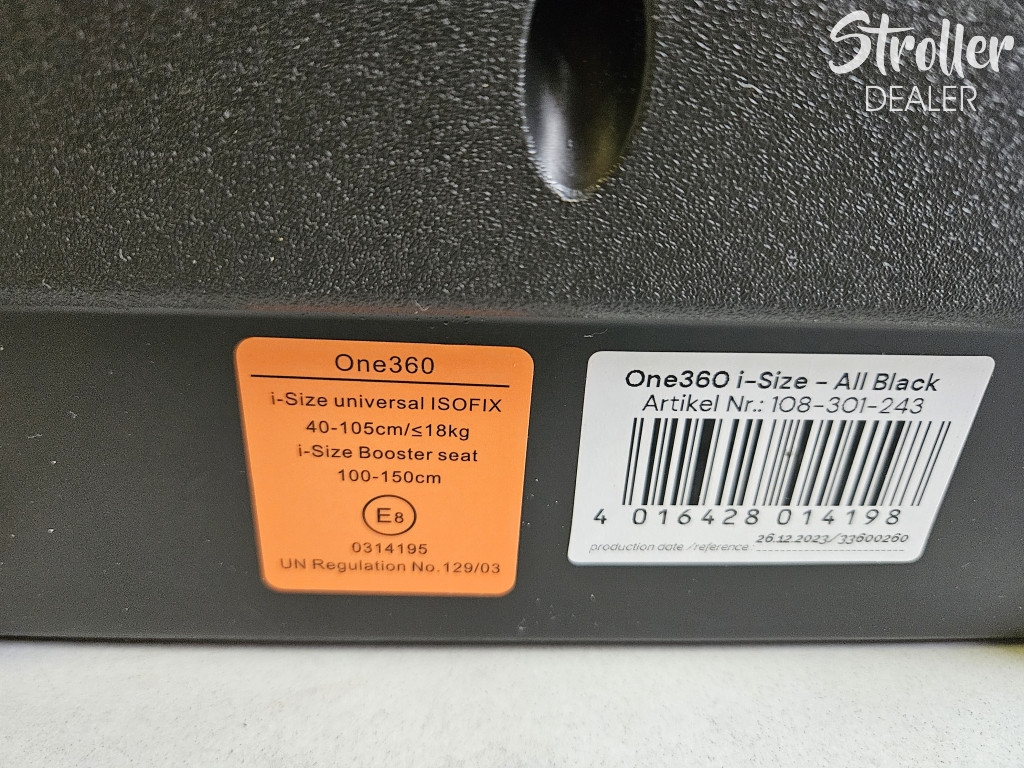 Stroller
DEALER
One360
i-Size universal ISOFIX
40-105cm/≤18kg
i-Size Booster seat
100-150cm
E8
0314195
UN Regulation No.129/03
One360 i-Size - All Black
Artikel Nr.: 108-301-243
4 016428 014198
production date /reference 26.12.2023/33600260